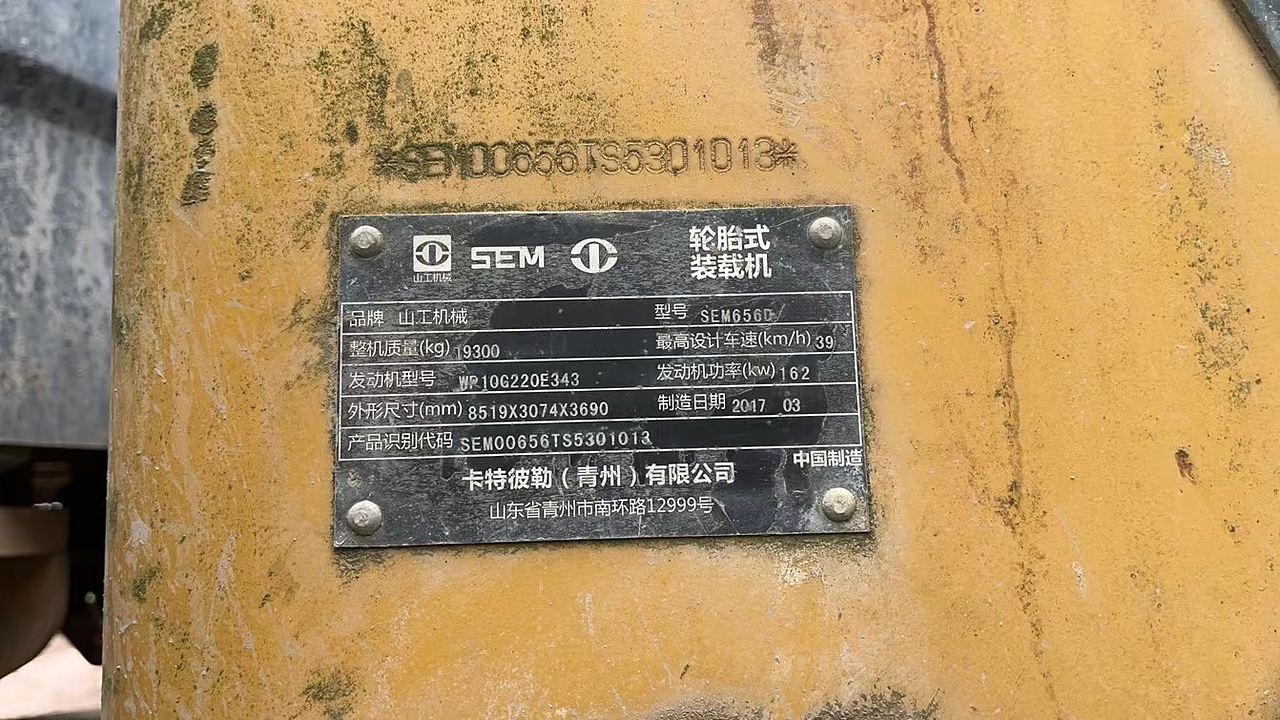 *SEM00656TS5301013*
山工机械 SEM 轮胎式
装载机
品牌 山工机械 型号 SEM656D
整机质量(kg) 19300 最高设计车速(km/h) 39
发动机型号 WP10G220E343 发动机功率(kw) 162
外形尺寸(mm) 8519X3074X3690 制造日期 2017 03
产品识别代码 SEM00656TS5301013
中国制造
卡特彼勒（青州）有限公司
山东省青州市南环路12999号